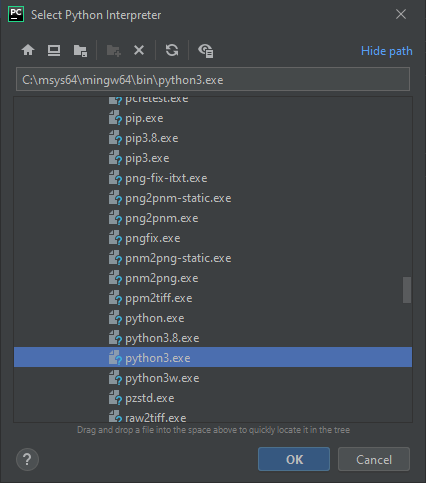 PC
Select Python Interpreter
Hide path
C:\msys64\mingw64\bin\python3.exe
pcretest.exe
pip.exe
pip3.8.exe
pip3.exe
png-fix-itxt.exe
png2pnm-static.exe
png2pnm.exe
pngfix.exe
pnm2png-static.exe
pnm2png.exe
ppm2tiff.exe
python.exe
python3.8.exe
python3.exe
python3w.exe
pzstd.exe
raw2tiff.exe
Drag and drop a file into the space above to quickly locate it in the tree
?
OK
Cancel